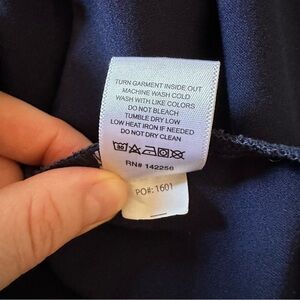 TURN GARMENT INSIDE OUT
MACHINE WASH COLD
WASH WITH LIKE COLORS
DO NOT BLEACH
TUMBLE DRY LOW
LOW HEAT IRON IF NEEDED
DO NOT DRY CLEAN
RN# 142256
PO#: 1601